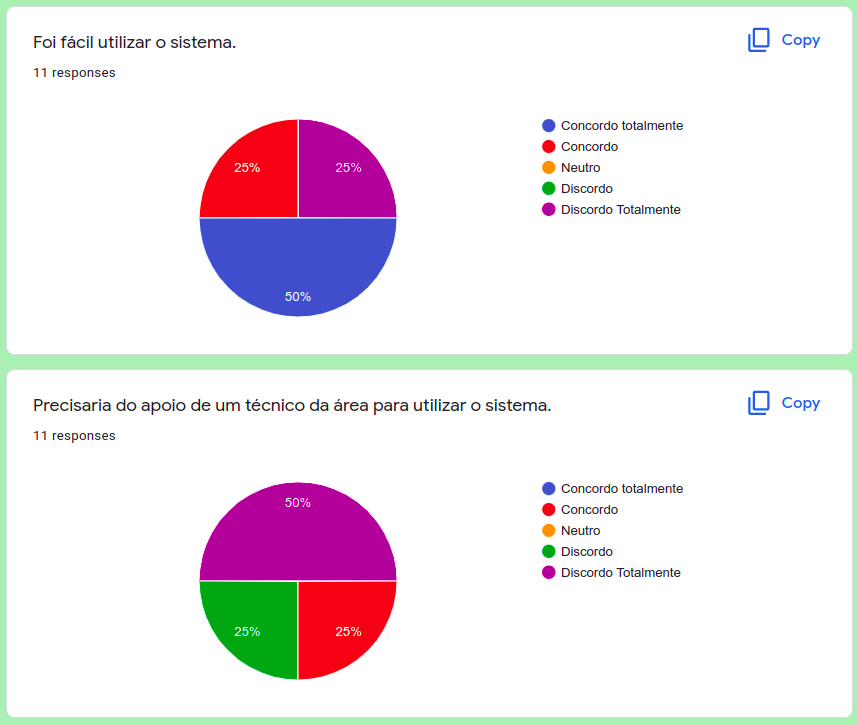 Foi fácil utilizar o sistema.
Copy
11 responses
25%
25%
50%
Concordo totalmente
Concordo
Neutro
Discordo
Discordo Totalmente
Precisaria do apoio de um técnico da área para utilizar o sistema.
Copy
11 responses
50%
25%
25%
Concordo totalmente
Concordo
Neutro
Discordo
Discordo Totalmente